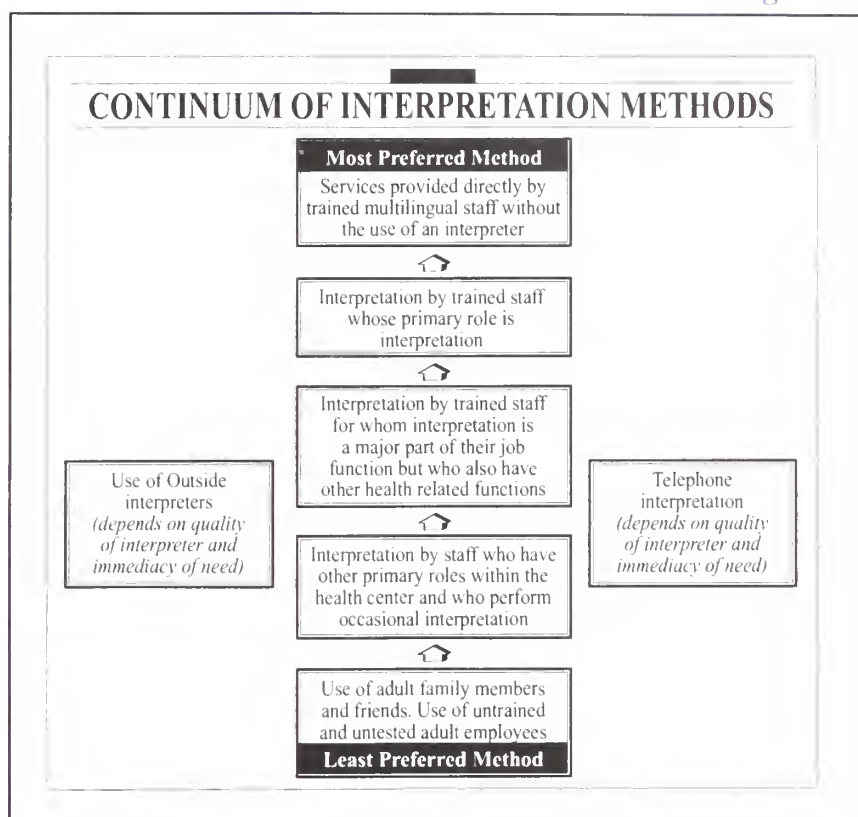 CONTINUUM OF INTERPRETATION METHODS
Most Preferred Method
Services provided directly by
trained multilingual staff without
the use of an interpreter
Interpretation by trained staff
whose primary role is
interpretation
Interpretation by trained staff
for whom interpretation is
a major part of their job
function but who also have
other health related functions
Use of Outside
interpreters
(depends on quality
of interpreter and
immediacy of need)
Telephone
interpretation
(depends on quality
of interpreter and
immediacy of need)
Interpretation by staff who have
other primary roles within the
health center and who perform
occasional interpretation
Use of adult family members
and friends. Use of untrained
and untested adult employees
Least Preferred Method